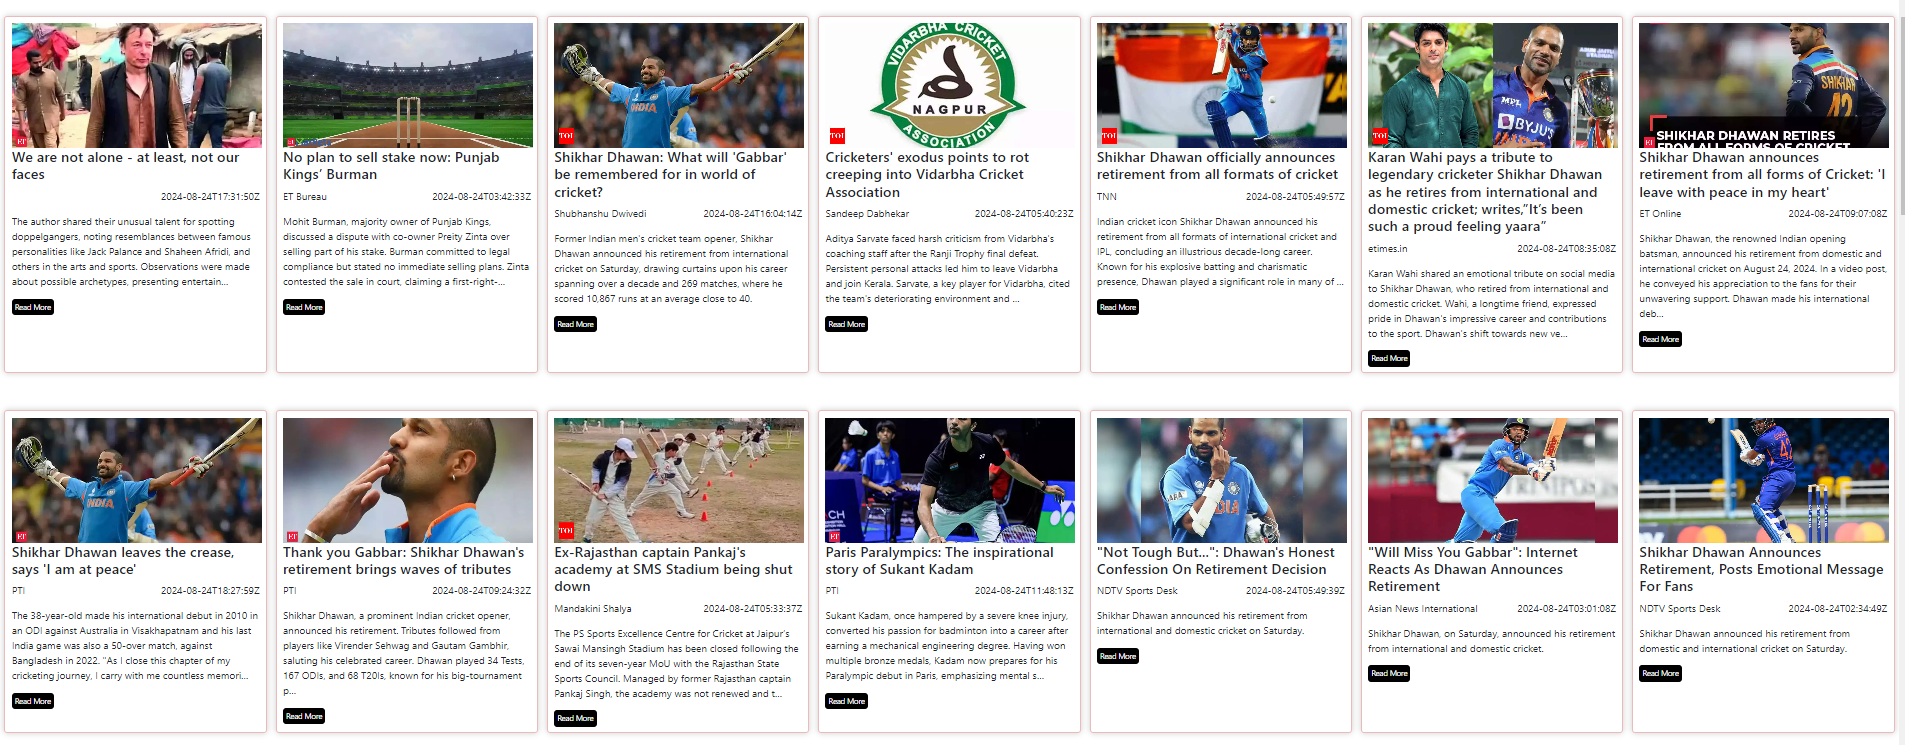 ET
We are not alone - at least, not our
faces
2024-08-24T17:31:50Z
The author shared their unusual talent for spotting
doppelgangers, noting resemblances between famous
personalities like Jack Palance and Shaheen Afridi, and
others in the arts and sports. Observations were made
about possible archetypes, presenting entertain...
Read More
ET
No plan to sell stake now: Punjab
Kings' Burman
ET Bureau 2024-08-24T03:42:33Z
Mohit Burman, majority owner of Punjab Kings,
discussed a dispute with co-owner Preity Zinta over
selling part of his stake. Burman committed to legal
compliance but stated no immediate selling plans. Zinta
contested the sale in court, claiming a first-right-...
Read More
INDIA
TOI
Shikhar Dhawan: What will 'Gabbar'
be remembered for in world of
cricket?
Shubhanshu Dwivedi 2024-08-24T16:04:14Z
Former Indian men's cricket team opener, Shikhar
Dhawan announced his retirement from international
cricket on Saturday, drawing curtains upon his career
spanning over a decade and 269 matches, where he
scored 10,867 runs at an average close to 40.
Read More
VIDARBHA CRICKET
NAGPUR
ASSOCIATION
TOI
Cricketers' exodus points to rot
creeping into Vidarbha Cricket
Association
Sandeep Dabhekar 2024-08-24T05:40:23Z
Aditya Sarvate faced harsh criticism from Vidarbha's
coaching staff after the Ranji Trophy final defeat.
Persistent personal attacks led him to leave Vidarbha
and join Kerala. Sarvate, a key player for Vidarbha, cited
the team's deteriorating environment and ...
Read More
TOI
Shikhar Dhawan officially announces
retirement from all formats of cricket
TNN 2024-08-24T05:49:57Z
Indian cricket icon Shikhar Dhawan announced his
retirement from all formats of international cricket and
IPL, concluding an illustrious decade-long career.
Known for his explosive batting and charismatic
presence, Dhawan played a significant role in many of ...
Read More
MPL
BYJU'S
TOI
Karan Wahi pays a tribute to
legendary cricketer Shikhar Dhawan
as he retires from international and
domestic cricket; writes,"It's been
such a proud feeling yaara"
etimes.in 2024-08-24T08:35:08Z
Karan Wahi shared an emotional tribute on social media
to Shikhar Dhawan, who retired from international and
domestic cricket. Wahi, a longtime friend, expressed
pride in Dhawan's impressive career and contributions
to the sport. Dhawan's shift towards new ve...
Read More
SHIKHAR
42
SHIKHAR DHAWAN RETIRES
FROM ALL FORMS OF CRICKET
ET
Shikhar Dhawan announces
retirement from all forms of Cricket: 'I
leave with peace in my heart'
ET Online 2024-08-24T09:07:08Z
Shikhar Dhawan, the renowned Indian opening
batsman, announced his retirement from domestic and
international cricket on August 24, 2024. In a video post,
he conveyed his appreciation to the fans for their
unwavering support. Dhawan made his international
deb...
Read More
INDIA
ET
Shikhar Dhawan leaves the crease,
says 'I am at peace'
PTI 2024-08-24T18:27:59Z
The 38-year-old made his international debut in 2010 in
an ODI against Australia in Visakhapatnam and his last
India game was also a 50-over match, against
Bangladesh in 2022. "As I close this chapter of my
cricketing journey, I carry with me countless memori...
Read More
ET
Thank you Gabbar: Shikhar Dhawan's
retirement brings waves of tributes
PTI 2024-08-24T09:24:32Z
Shikhar Dhawan, a prominent Indian cricket opener,
announced his retirement. Tributes followed from
players like Virender Sehwag and Gautam Gambhir,
saluting his celebrated career. Dhawan played 34 Tests,
167 ODIs, and 68 T20Is, known for his big-tournament
p...
Read More
TOI
Ex-Rajasthan captain Pankaj's
academy at SMS Stadium being shut
down
Mandakini Shalya 2024-08-24T05:33:37Z
The PS Sports Excellence Centre for Cricket at Jaipur's
Sawai Mansingh Stadium has been closed following the
end of its seven-year MoU with the Rajasthan State
Sports Council. Managed by former Rajasthan captain
Pankaj Singh, the academy was not renewed and t...
Read More
ET
Paris Paralympics: The inspirational
story of Sukant Kadam
PTI 2024-08-24T11:48:13Z
Sukant Kadam, once hampered by a severe knee injury,
converted his passion for badminton into a career after
earning a mechanical engineering degree. Having won
multiple bronze medals, Kadam now prepares for his
Paralympic debut in Paris, emphasizing mental s...
Read More
"Not Tough But...": Dhawan's Honest
Confession On Retirement Decision
NDTV Sports Desk 2024-08-24T05:49:39Z
Shikhar Dhawan announced his retirement from
international and domestic cricket on Saturday.
Read More
"Will Miss You Gabbar": Internet
Reacts As Dhawan Announces
Retirement
Asian News International 2024-08-24T03:01:08Z
Shikhar Dhawan, on Saturday, announced his retirement
from international and domestic cricket.
Read More
Shikhar Dhawan Announces
Retirement, Posts Emotional Message
For Fans
NDTV Sports Desk 2024-08-24T02:34:49Z
Shikhar Dhawan announced his retirement from
domestic and international cricket on Saturday.
Read More